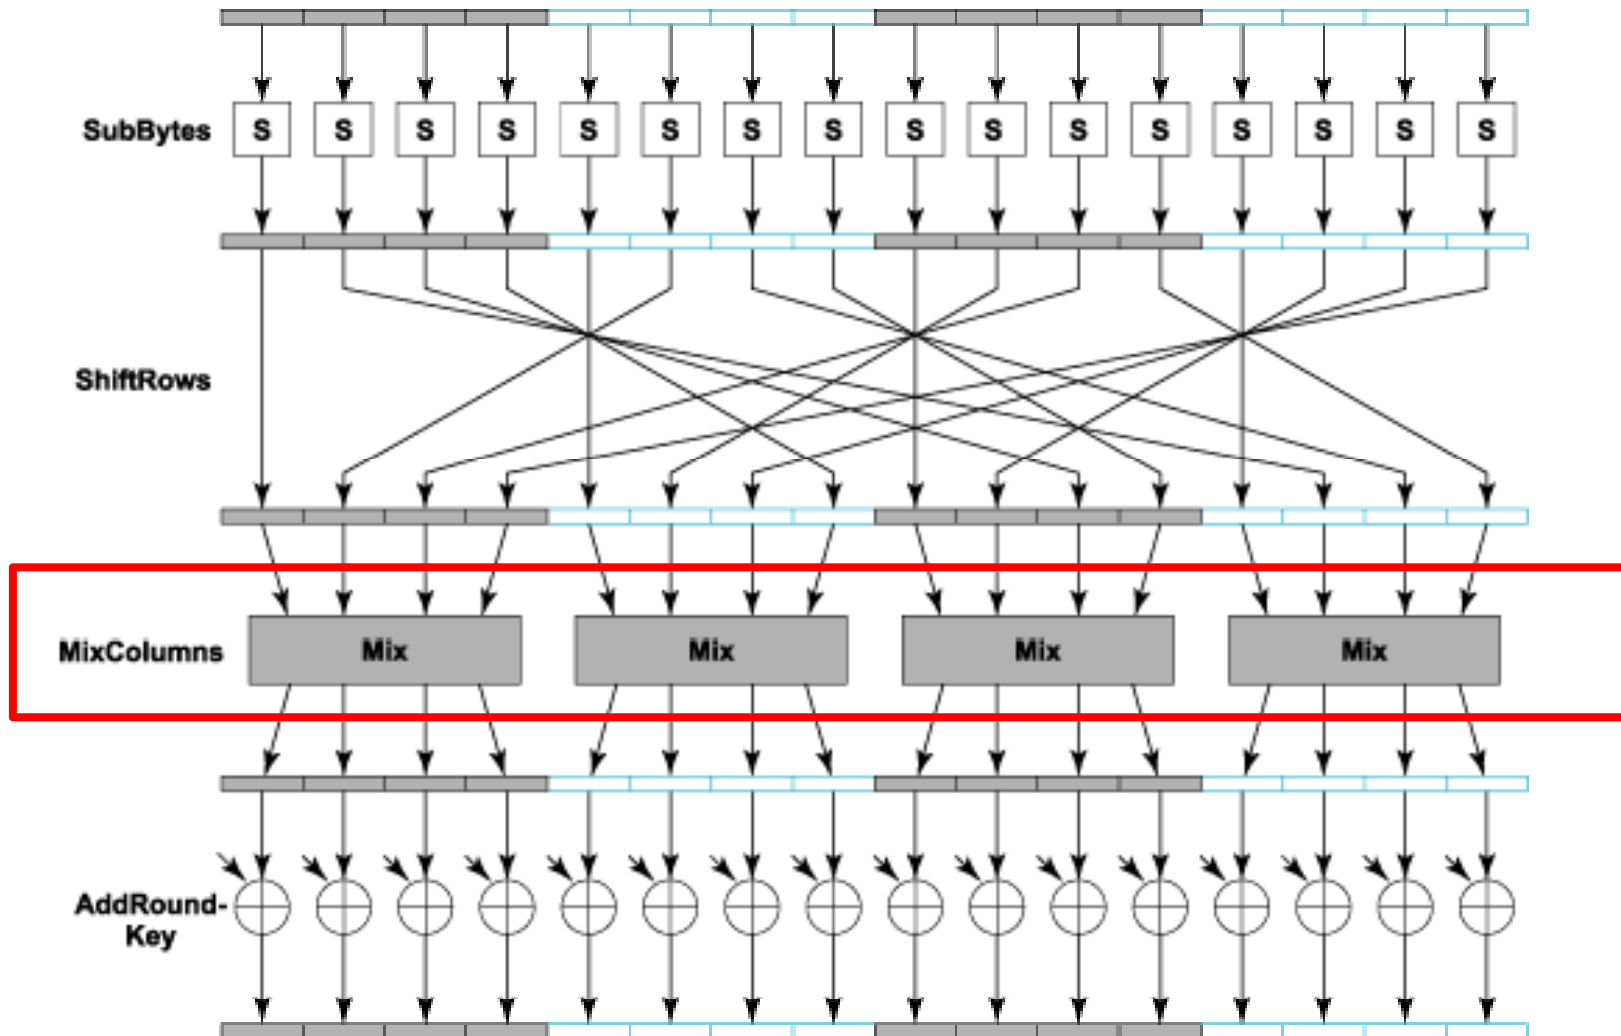 SubBytes S S S S S S S S S S S S S S S S
ShiftRows
MixColumns Mix Mix Mix Mix
AddRound-
Key